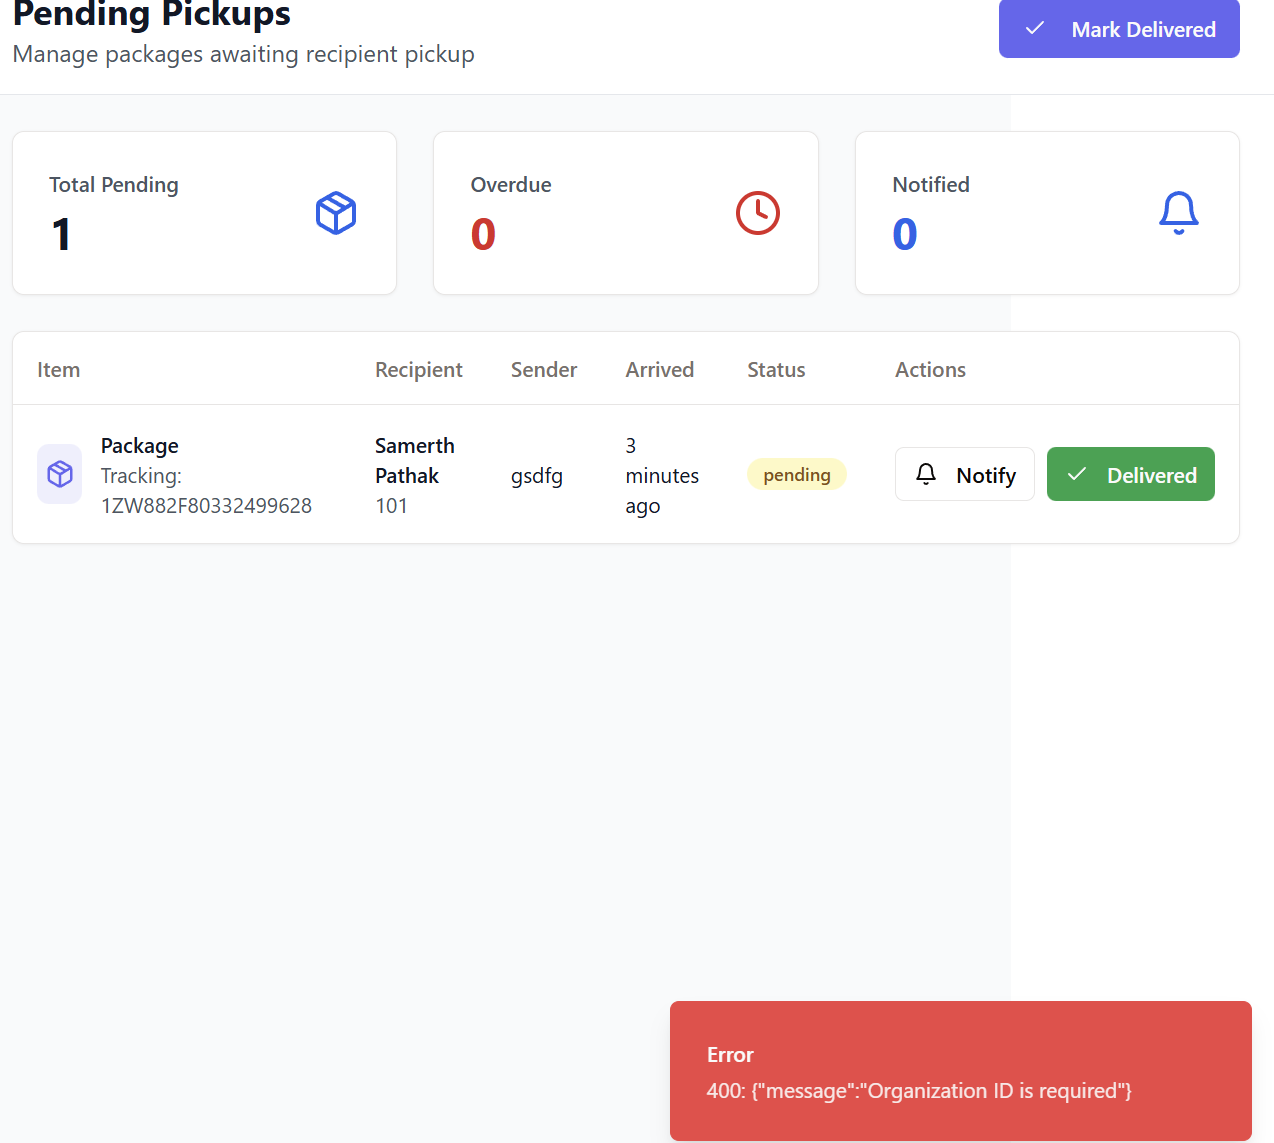 Pending Pickups
Manage packages awaiting recipient pickup
Mark Delivered
Total Pending
1
Overdue
0
Notified
0
Item Recipient Sender Arrived Status Actions
Package
Tracking:
1ZW882F80332499628
Samerth
Pathak
101
gsdfg
3
minutes
ago
pending
Notify
Delivered
Error
400: {"message":"Organization ID is required"}